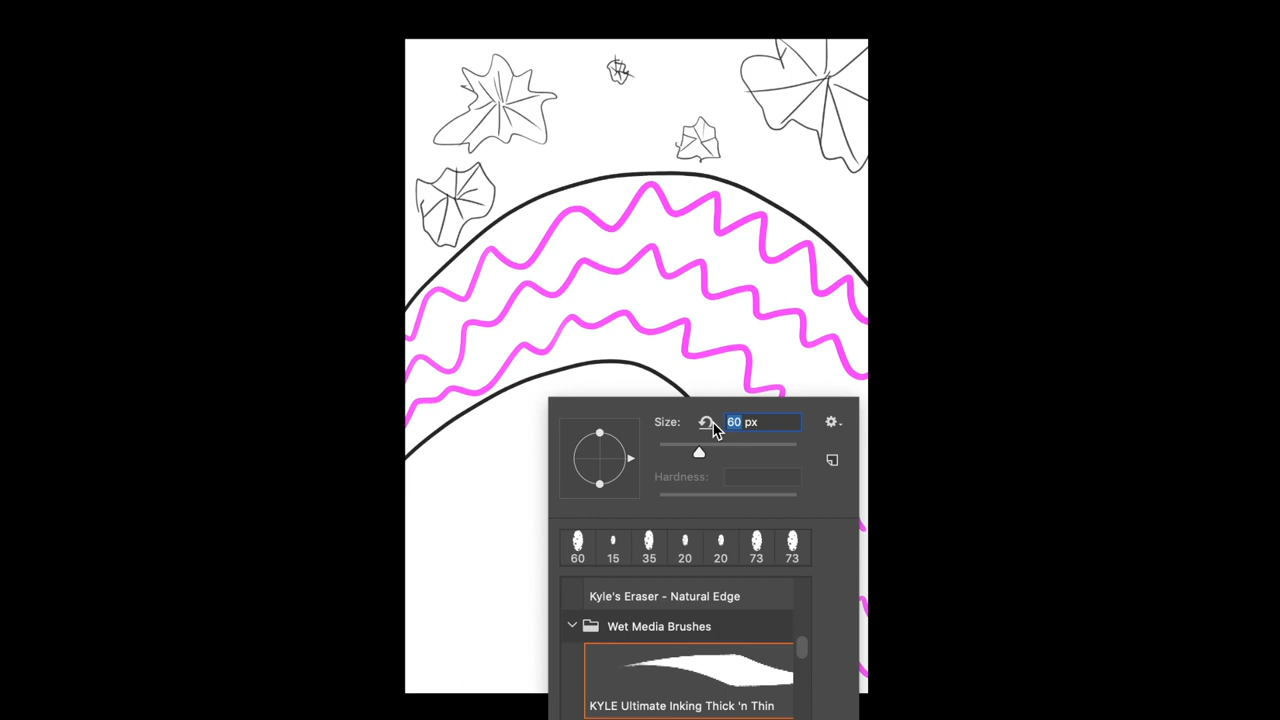 Size: 60 px
Hardness:
60 15 35 20 20 73 73
Kyle's Eraser - Natural Edge
Wet Media Brushes
KYLE Ultimate Inking Thick 'n Thin